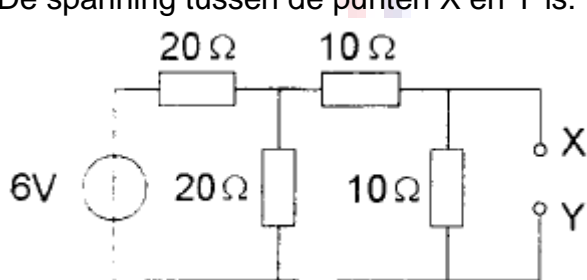 De spanning tussen de punten X en Y is:
20 Ω 10 Ω
X
6V 20 Ω 10 Ω
Y